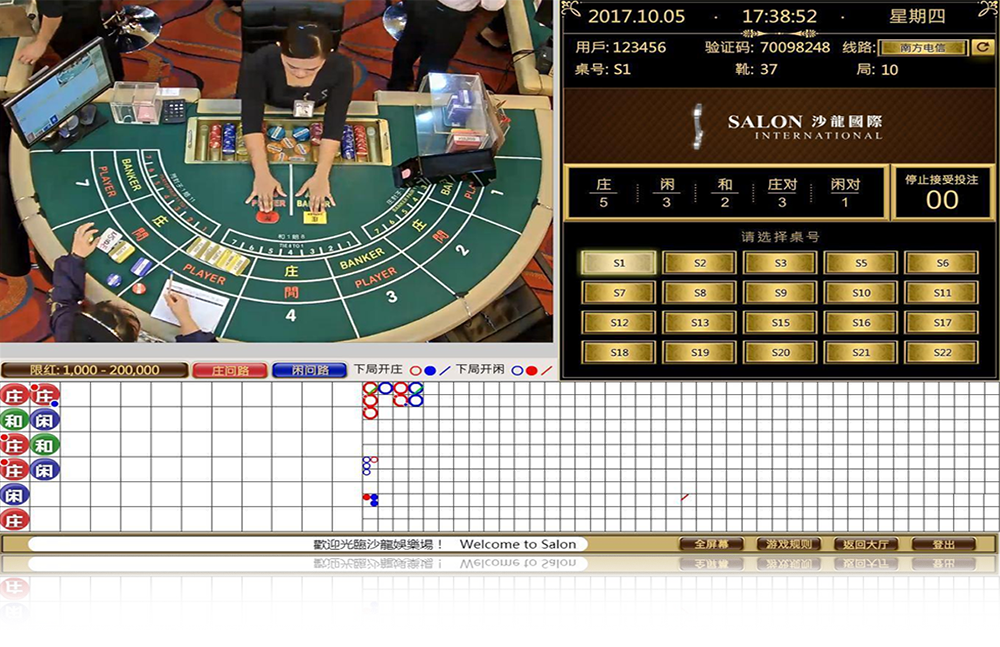 2017.10.05 · 17:38:52 · 星期四
用戶: 123456 验证码: 70098248 线路: 南方电信
桌号: S1 靴: 37 局: 10
SALON 沙龍國際
INTERNATIONAL
庄 闲 和 庄对 闲对 停止接受投注
5 3 2 3 1 00
请选择桌号
S1 S2 S3 S5 S6
S7 S8 S9 S10 S11
S12 S13 S15 S16 S17
S18 S19 S20 S21 S22
7 PLAYER BANKER 庄 閒
PLAYER 庄 閒 4
BANKER PLAYER 3
庄 閒 2
1
限红: 1,000 - 200,000 庄回路 闲问路 下局开庄 下局开闲
庄 庄
和 闲
庄 和
庄 闲
闲
庄
歡迎光臨沙龍娛樂場！ Welcome to Salon 全屏幕 游戏规则 返回大厅 登出